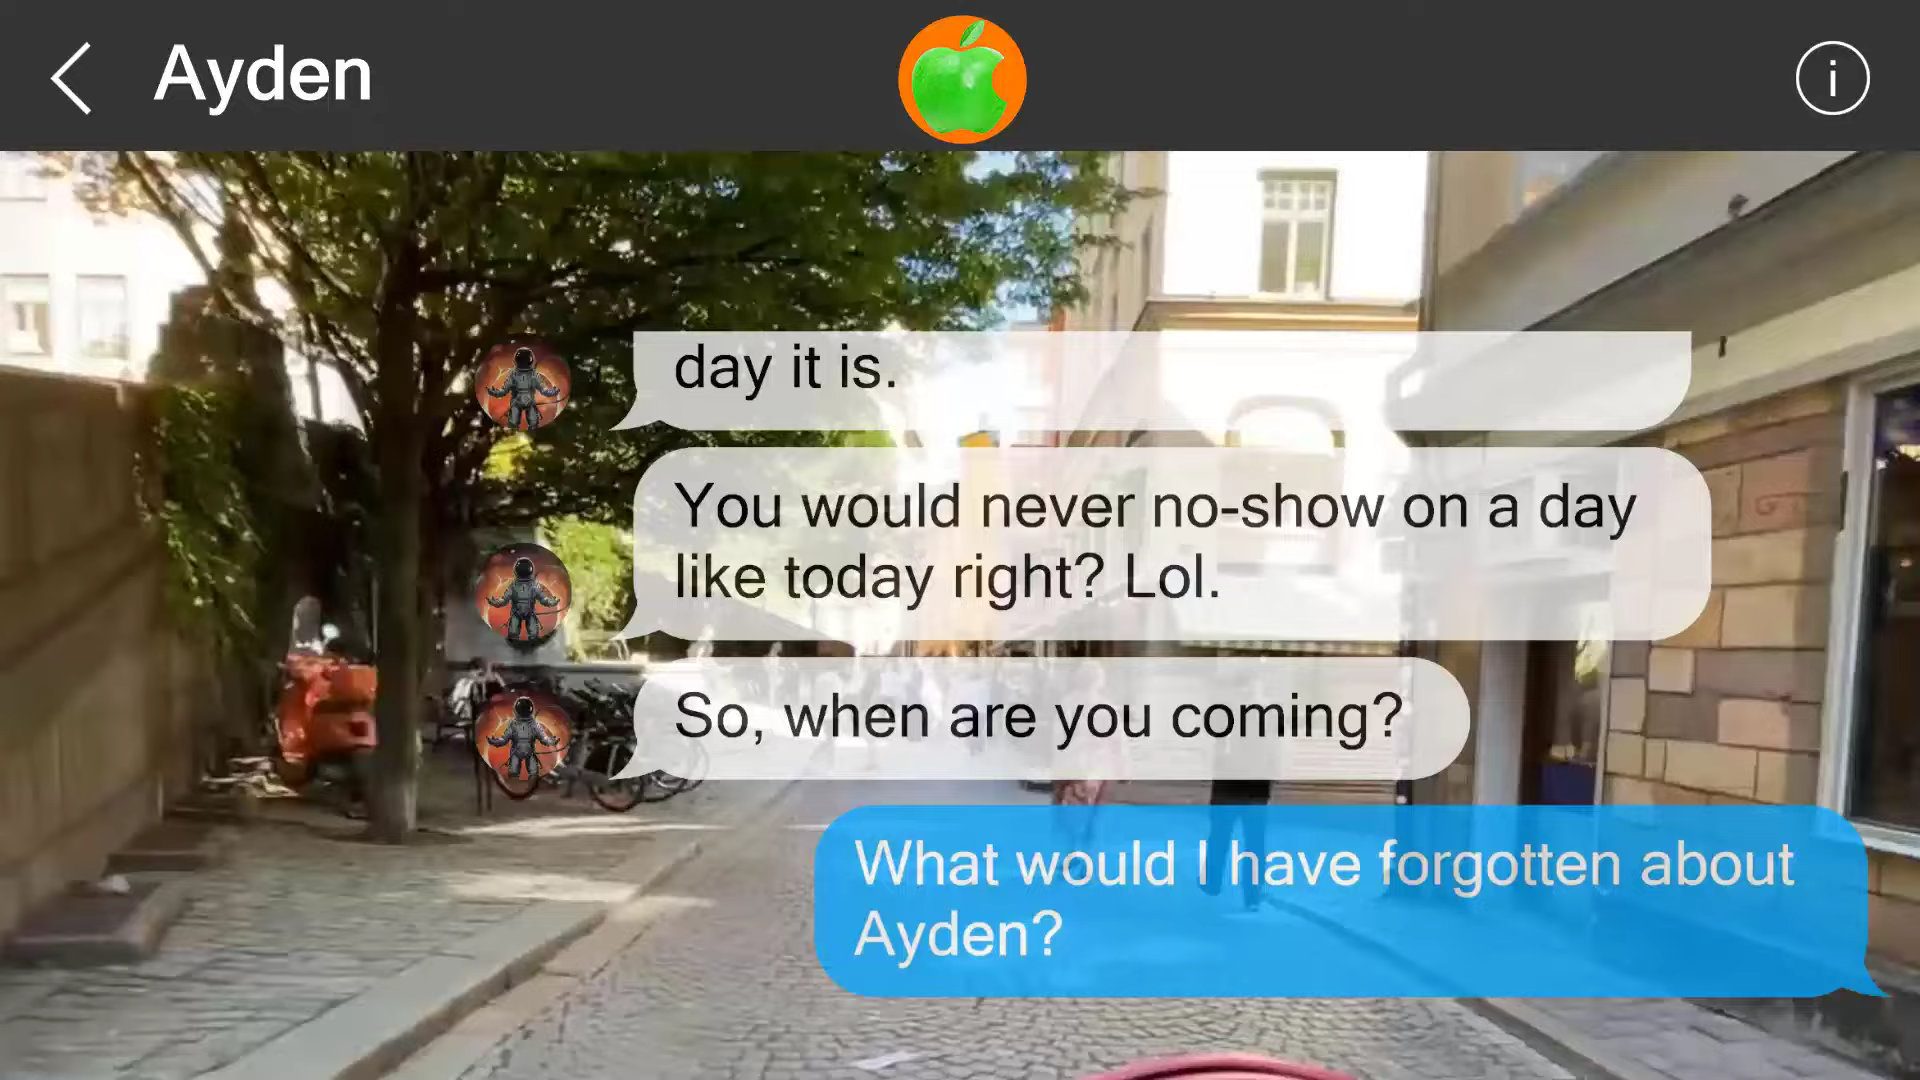 Ayden
day it is.
You would never no-show on a day
like today right? Lol.
So, when are you coming?
What would I have forgotten about
Ayden?